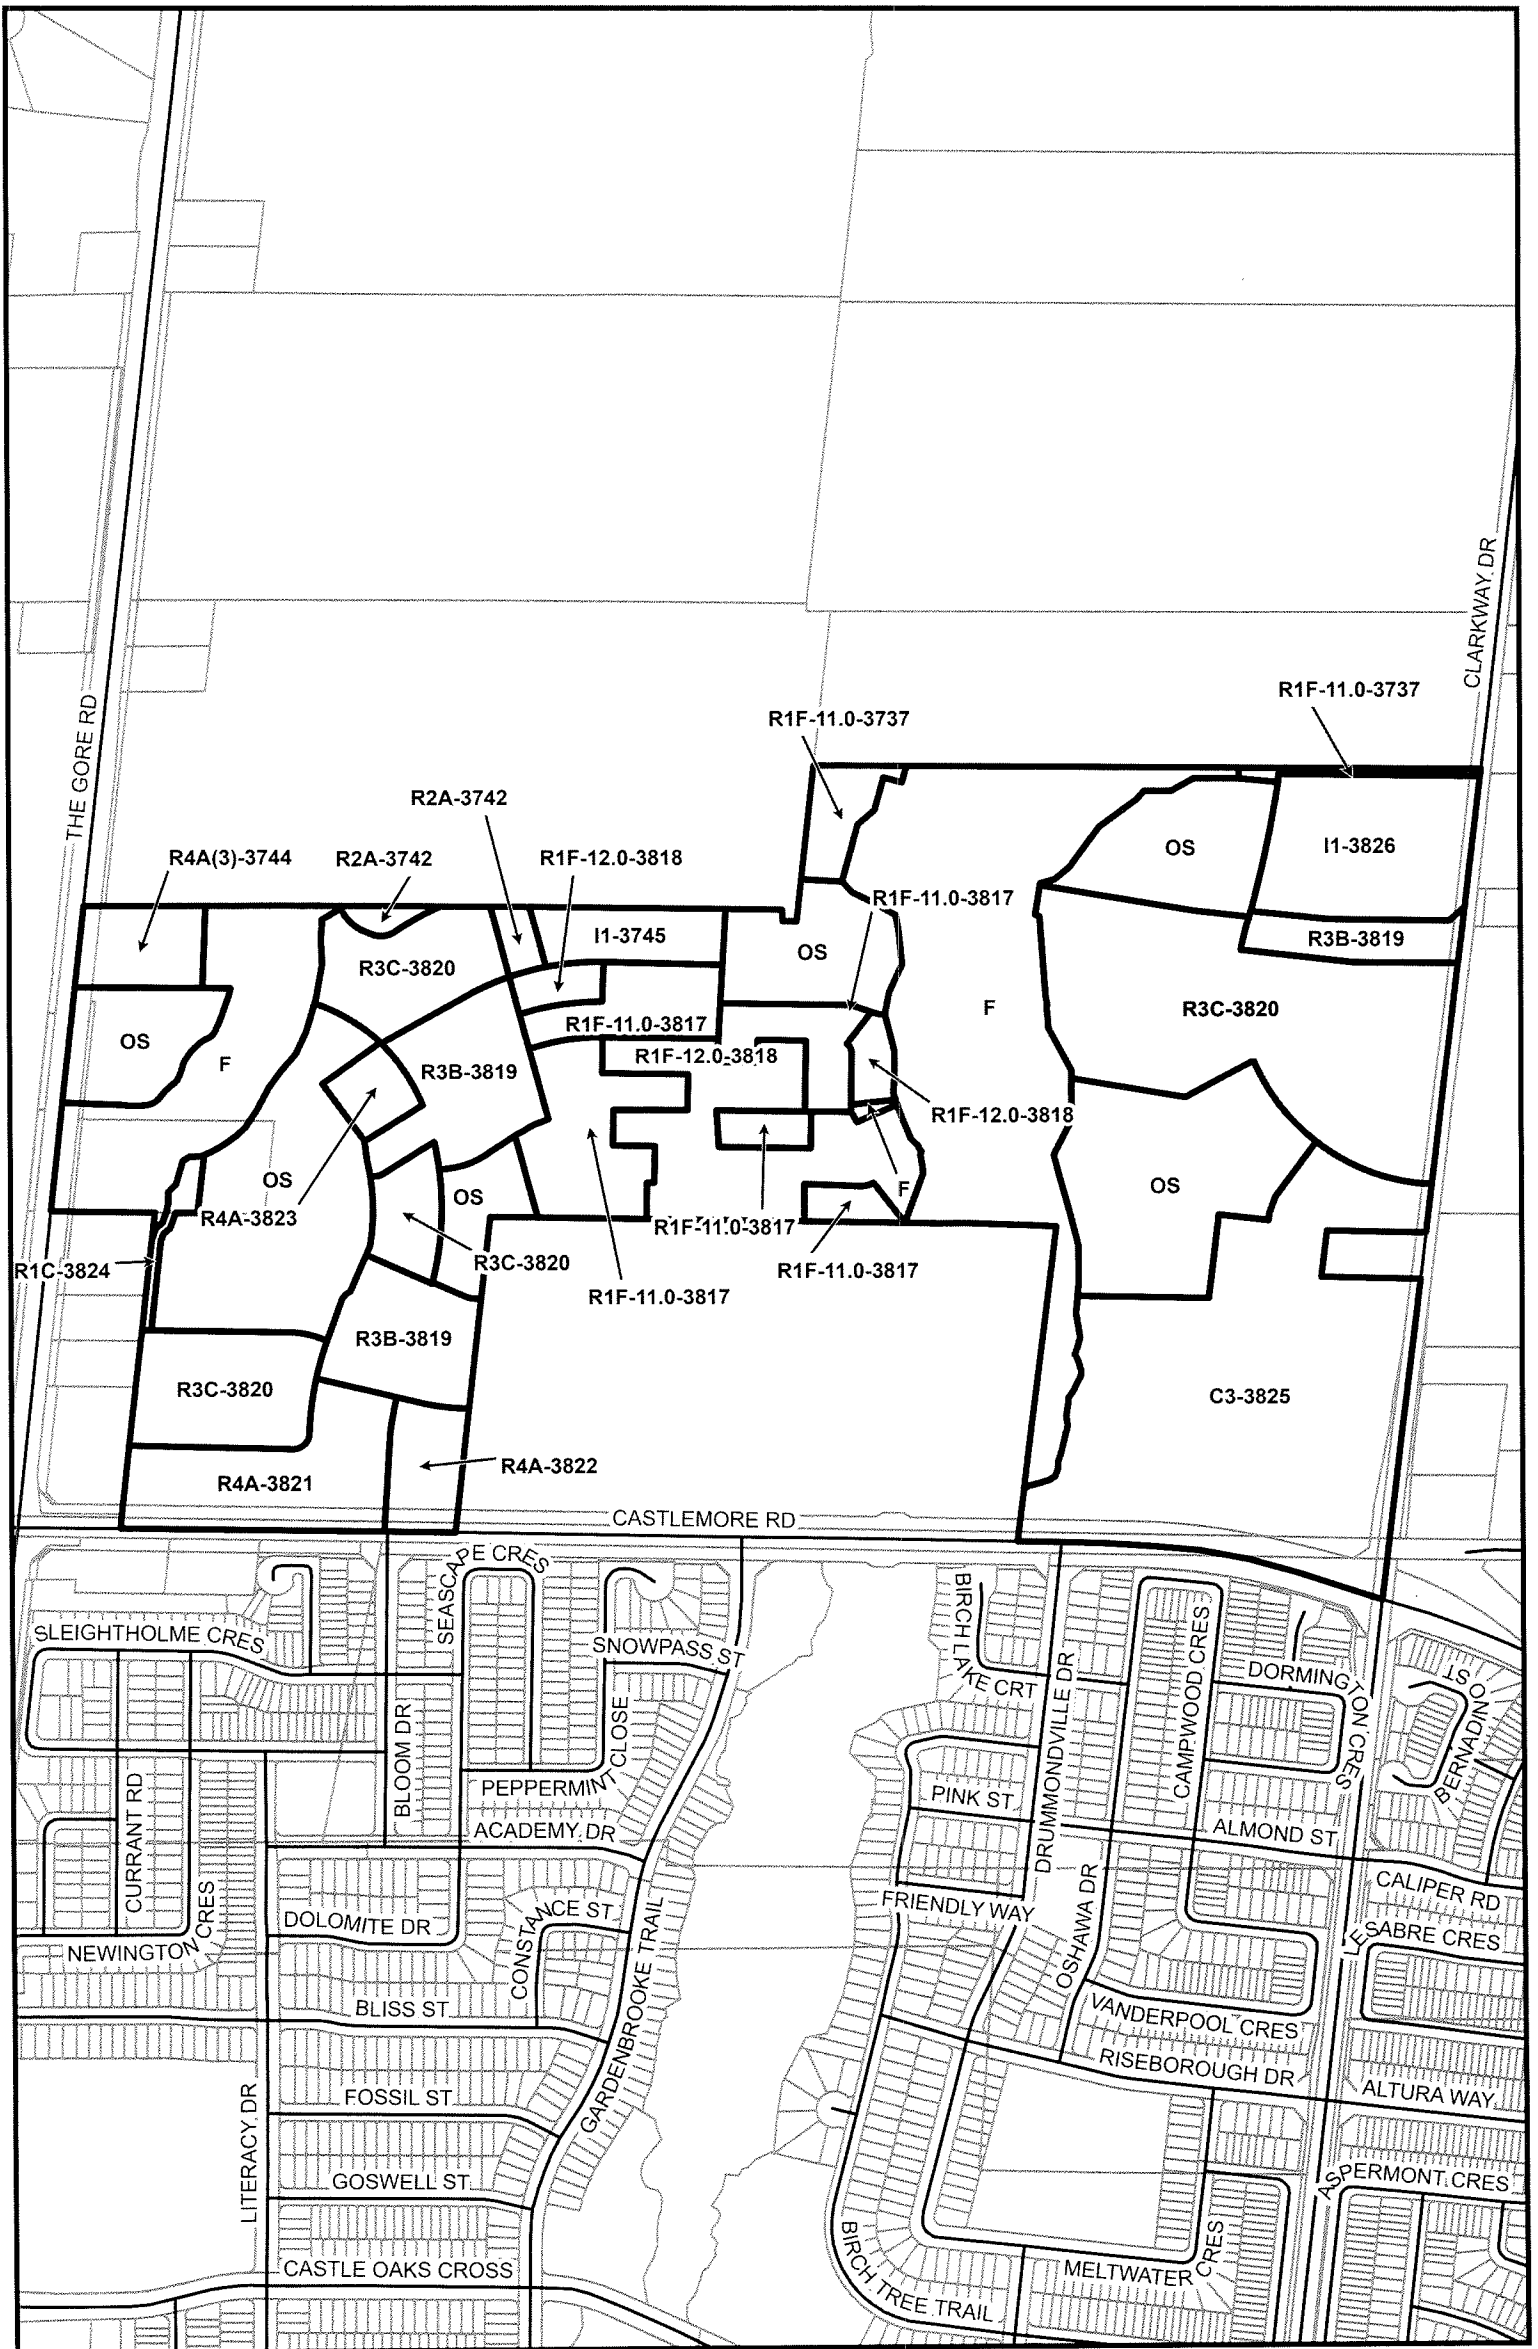 CLARKWAY DR
THE GORE RD
R1F-11.0-3737
R1F-11.0-3737
R2A-3742
R4A(3)-3744
R2A-3742
R1F-12.0-3818
OS
I1-3826
R1F-11.0-3817
I1-3745
R3B-3819
R3C-3820
OS
F
R3C-3820
R1F-11.0-3817
OS
R1F-12.0-3818
F
R3B-3819
R1F-12.0-3818
OS
OS
OS
F
R4A-3823
R1F-11.0-3817
R3C-3820
R1C-3824
R1F-11.0-3817
R1F-11.0-3817
R3B-3819
R3C-3820
C3-3825
R4A-3822
R4A-3821
CASTLEMORE RD
SEASCAPE CRES
BIRCH LAKE CRT
SLEIGHTHOLME CRES
SNOWPASS ST
CAMPWOOD CRES
DORMINGTON CRES
BERNADINO ST
DRUMMONDVILLE DR
BLOOM DR
PEPPERMINT CLOSE
PINK ST
CURRANT RD
ACADEMY DR
ALMOND ST
CALIPER RD
FRIENDLY WAY
OSHAWA DR
DOLOMITE DR
CONSTANCE ST
LE SABRE CRES
NEWINGTON CRES
GARDENBROOKE TRAIL
BLISS ST
VANDERPOOL CRES
RISEBOROUGH DR
ALTURA WAY
FOSSIL ST
LITERACY DR
GOSWELL ST
ASPERMONT CRES
BIRCH TREE TRAIL
CASTLE OAKS CROSS
MELTWATER CRES